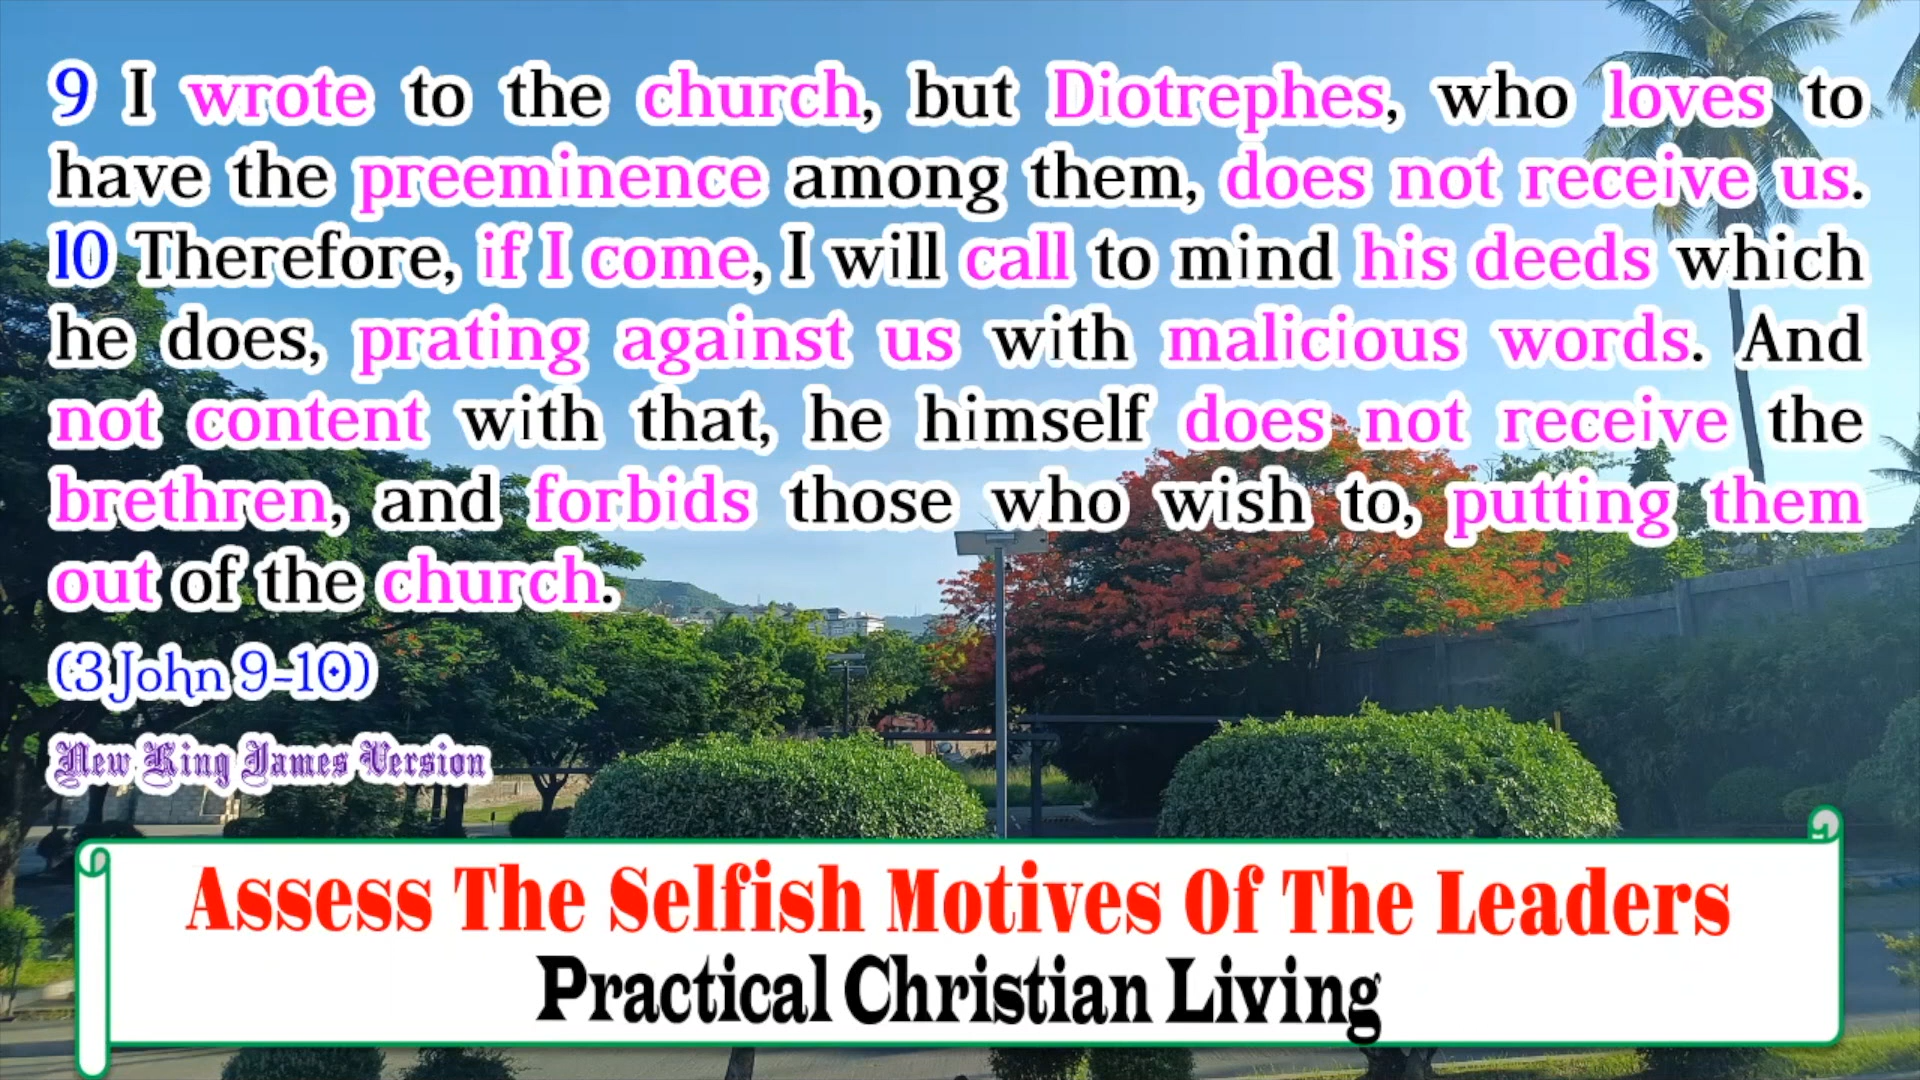 9 I wrote to the church, but Diotrephes, who loves to
have the preeminence among them, does not receive us.
10 Therefore, if I come, I will call to mind his deeds which
he does, prating against us with malicious words. And
not content with that, he himself does not receive the
brethren, and forbids those who wish to, putting them
out of the church.
(3 John 9-10)
New King James Version
Assess The Selfish Motives Of The Leaders
Practical Christian Living